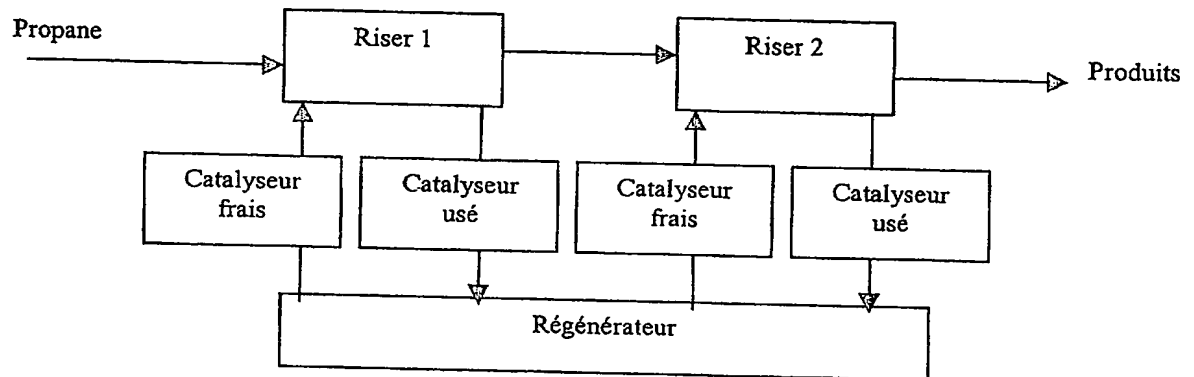 Propane
Riser 1
Riser 2
Produits
Catalyseur
frais
Catalyseur
usé
Catalyseur
frais
Catalyseur
usé
Régénérateur